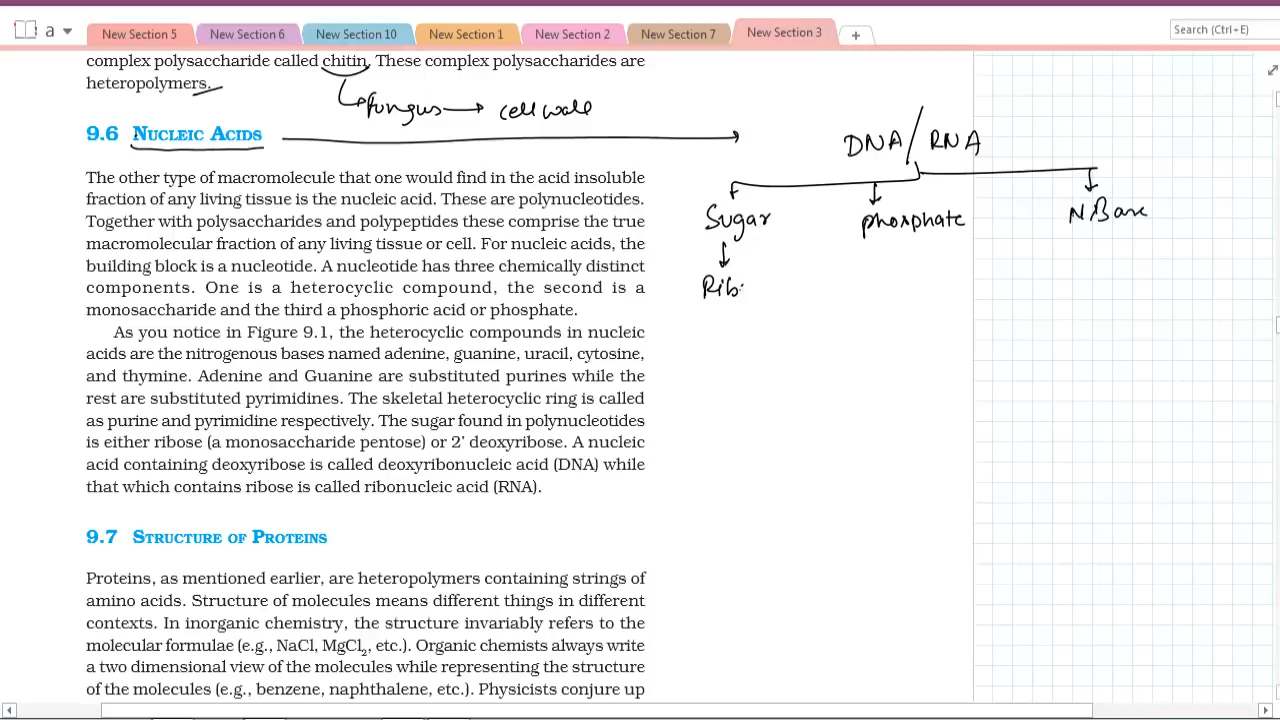 a
New Section 5
New Section 6
New Section 10
New Section 1
New Section 2
New Section 7
New Section 3
+
Search (Ctrl+E)
complex polysaccharide called chitin. These complex polysaccharides are
heteropolymers.
fungus → cell wall
9.6 NUCLEIC ACIDS
DNA / RNA
Sugar
phosphate
N Base
Rib
The other type of macromolecule that one would find in the acid insoluble
fraction of any living tissue is the nucleic acid. These are polynucleotides.
Together with polysaccharides and polypeptides these comprise the true
macromolecular fraction of any living tissue or cell. For nucleic acids, the
building block is a nucleotide. A nucleotide has three chemically distinct
components. One is a heterocyclic compound, the second is a
monosaccharide and the third a phosphoric acid or phosphate.
As you notice in Figure 9.1, the heterocyclic compounds in nucleic
acids are the nitrogenous bases named adenine, guanine, uracil, cytosine,
and thymine. Adenine and Guanine are substituted purines while the
rest are substituted pyrimidines. The skeletal heterocyclic ring is called
as purine and pyrimidine respectively. The sugar found in polynucleotides
is either ribose (a monosaccharide pentose) or 2' deoxyribose. A nucleic
acid containing deoxyribose is called deoxyribonucleic acid (DNA) while
that which contains ribose is called ribonucleic acid (RNA).
9.7 STRUCTURE OF PROTEINS
Proteins, as mentioned earlier, are heteropolymers containing strings of
amino acids. Structure of molecules means different things in different
contexts. In inorganic chemistry, the structure invariably refers to the
molecular formulae (e.g., NaCl, MgCl₂, etc.). Organic chemists always write
a two dimensional view of the molecules while representing the structure
of the molecules (e.g., benzene, naphthalene, etc.). Physicists conjure up